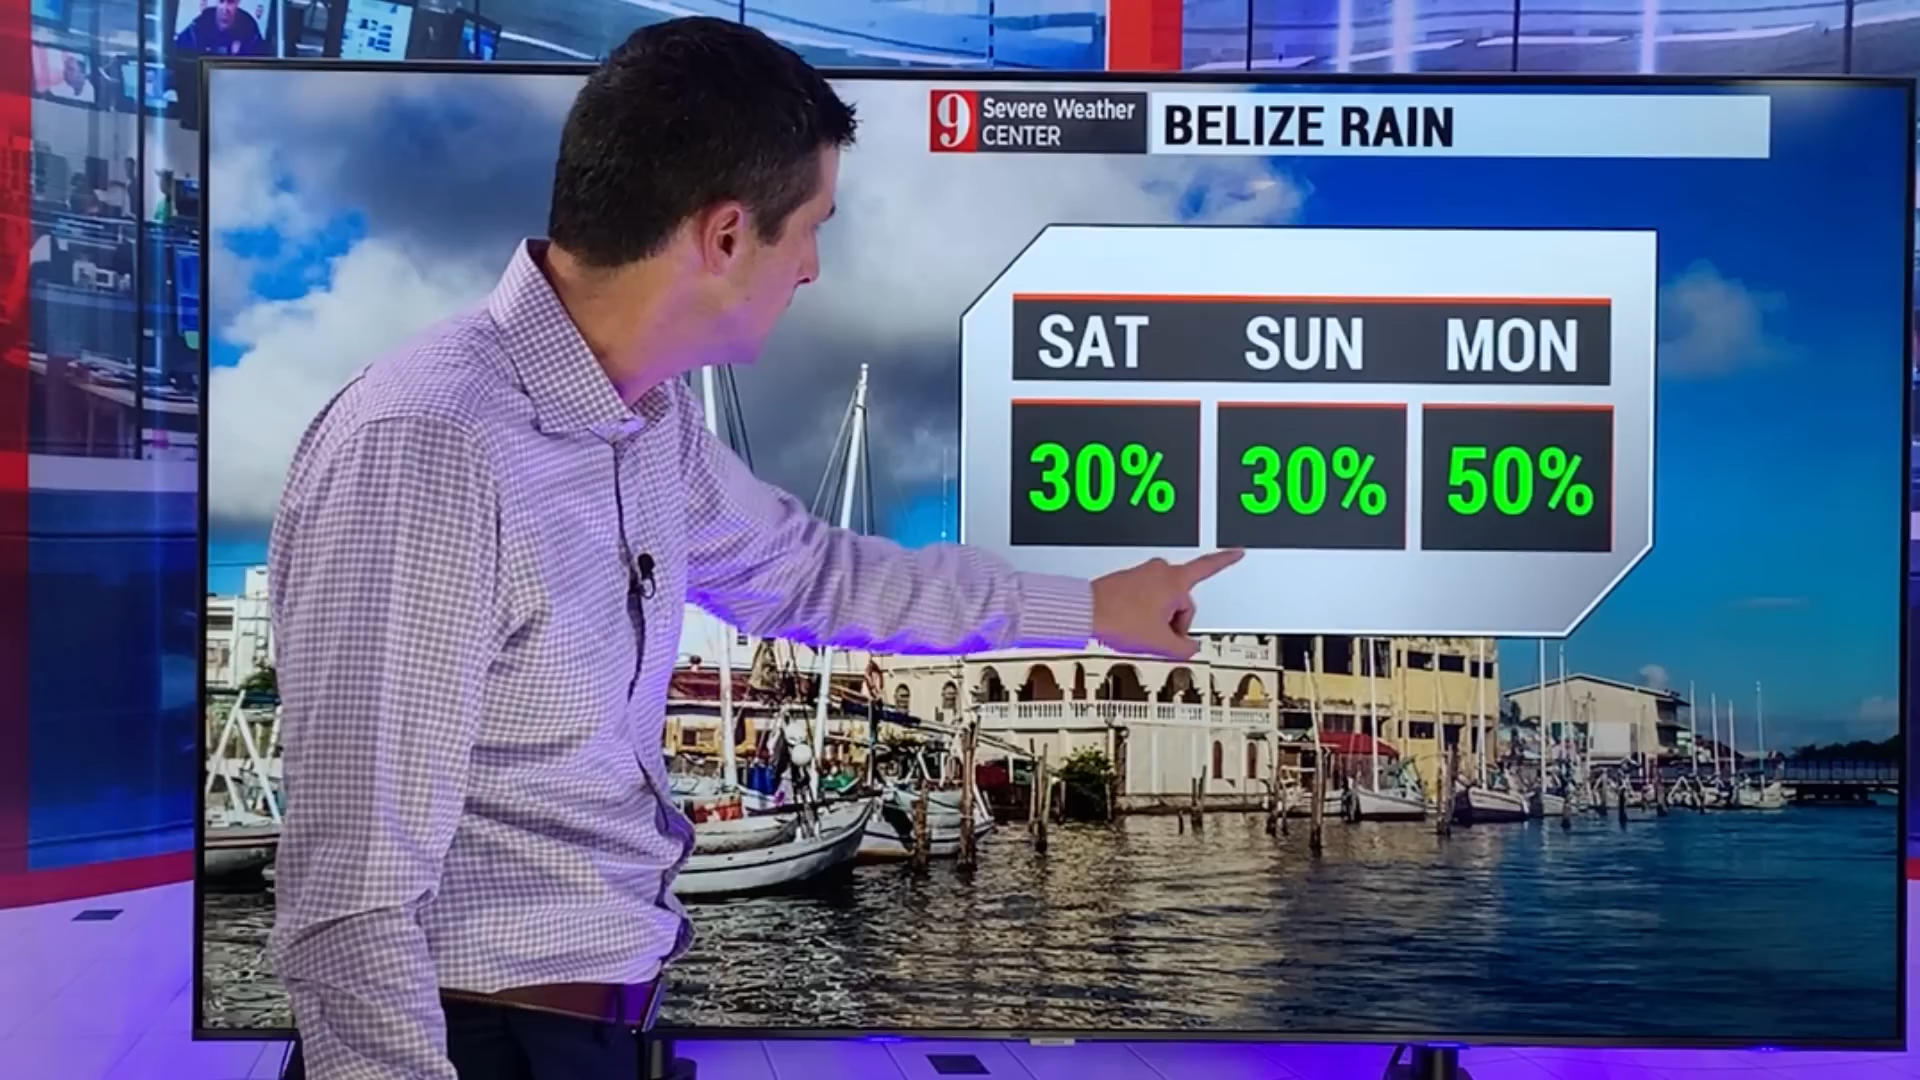 9 Severe Weather
CENTER
BELIZE RAIN
SAT SUN MON
30% 30% 50%